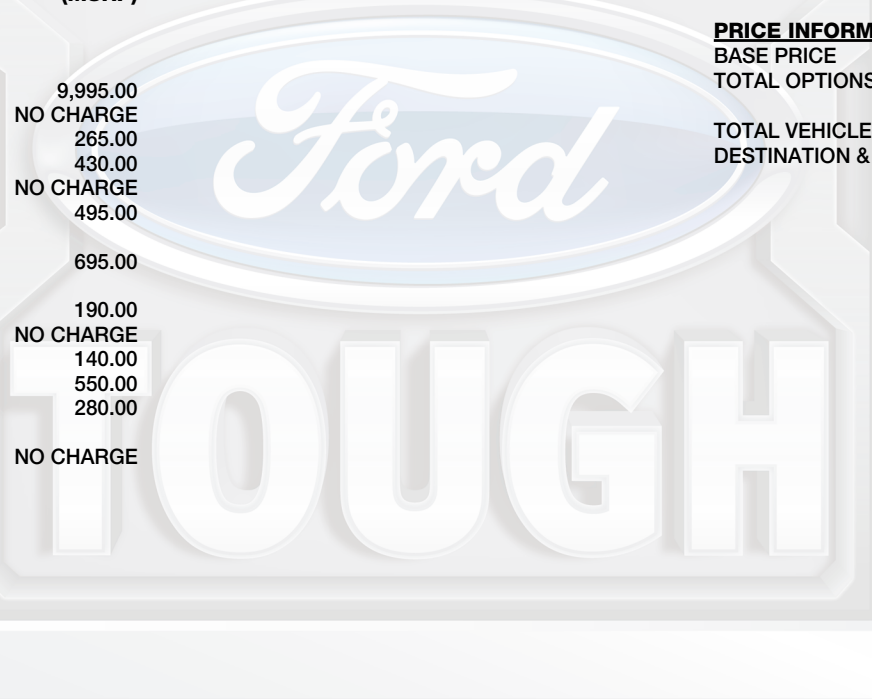 (MSRP)
9,995.00
NO CHARGE
265.00
430.00
NO CHARGE
495.00
695.00
190.00
NO CHARGE
140.00
550.00
280.00
NO CHARGE
PRICE INFORM
BASE PRICE
TOTAL OPTIONS
TOTAL VEHICLE
DESTINATION &
Ford
TOUGH